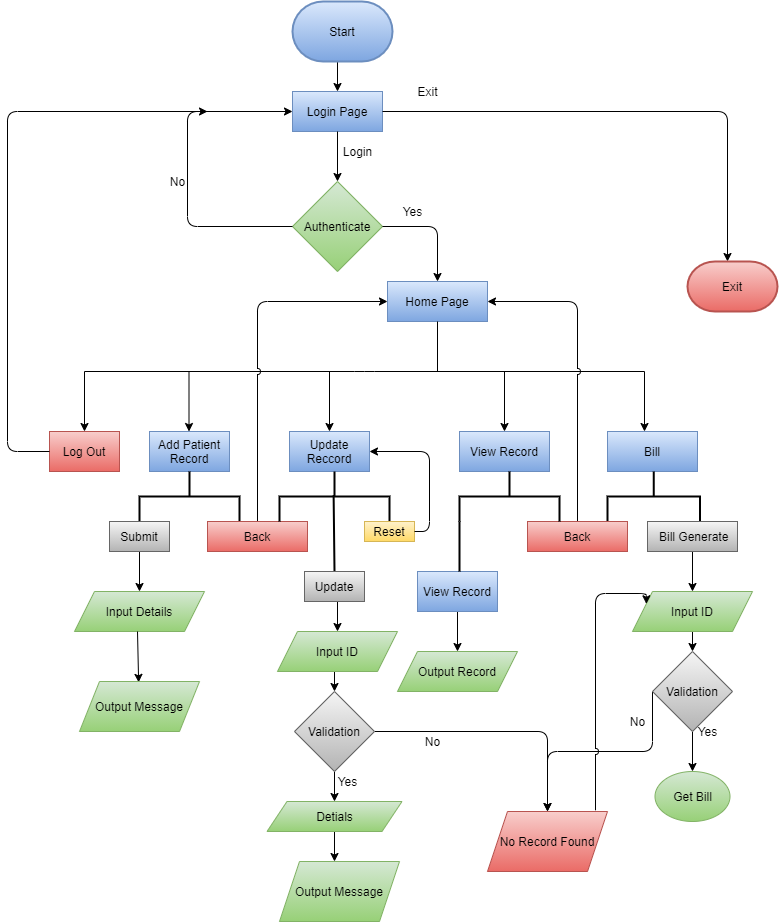 Start
Exit
Login Page
Login
No
Yes
Authenticate
Exit
Home Page
Log Out
Add Patient
Record
Update
Reccord
View Record
Bill
Submit
Back
Reset
Back
Bill Generate
Update
View Record
Input Details
Input ID
Input ID
Output Record
Output Message
Validation
Validation
No
No
Yes
Yes
Get Bill
Detials
No Record Found
Output Message